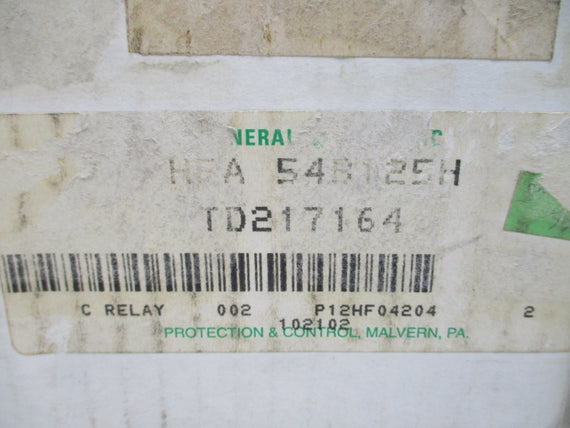 NERAL
HFA 54B125H
TD217164
C RELAY 002 P12HF04204 2
102102
PROTECTION & CONTROL, MALVERN, PA.